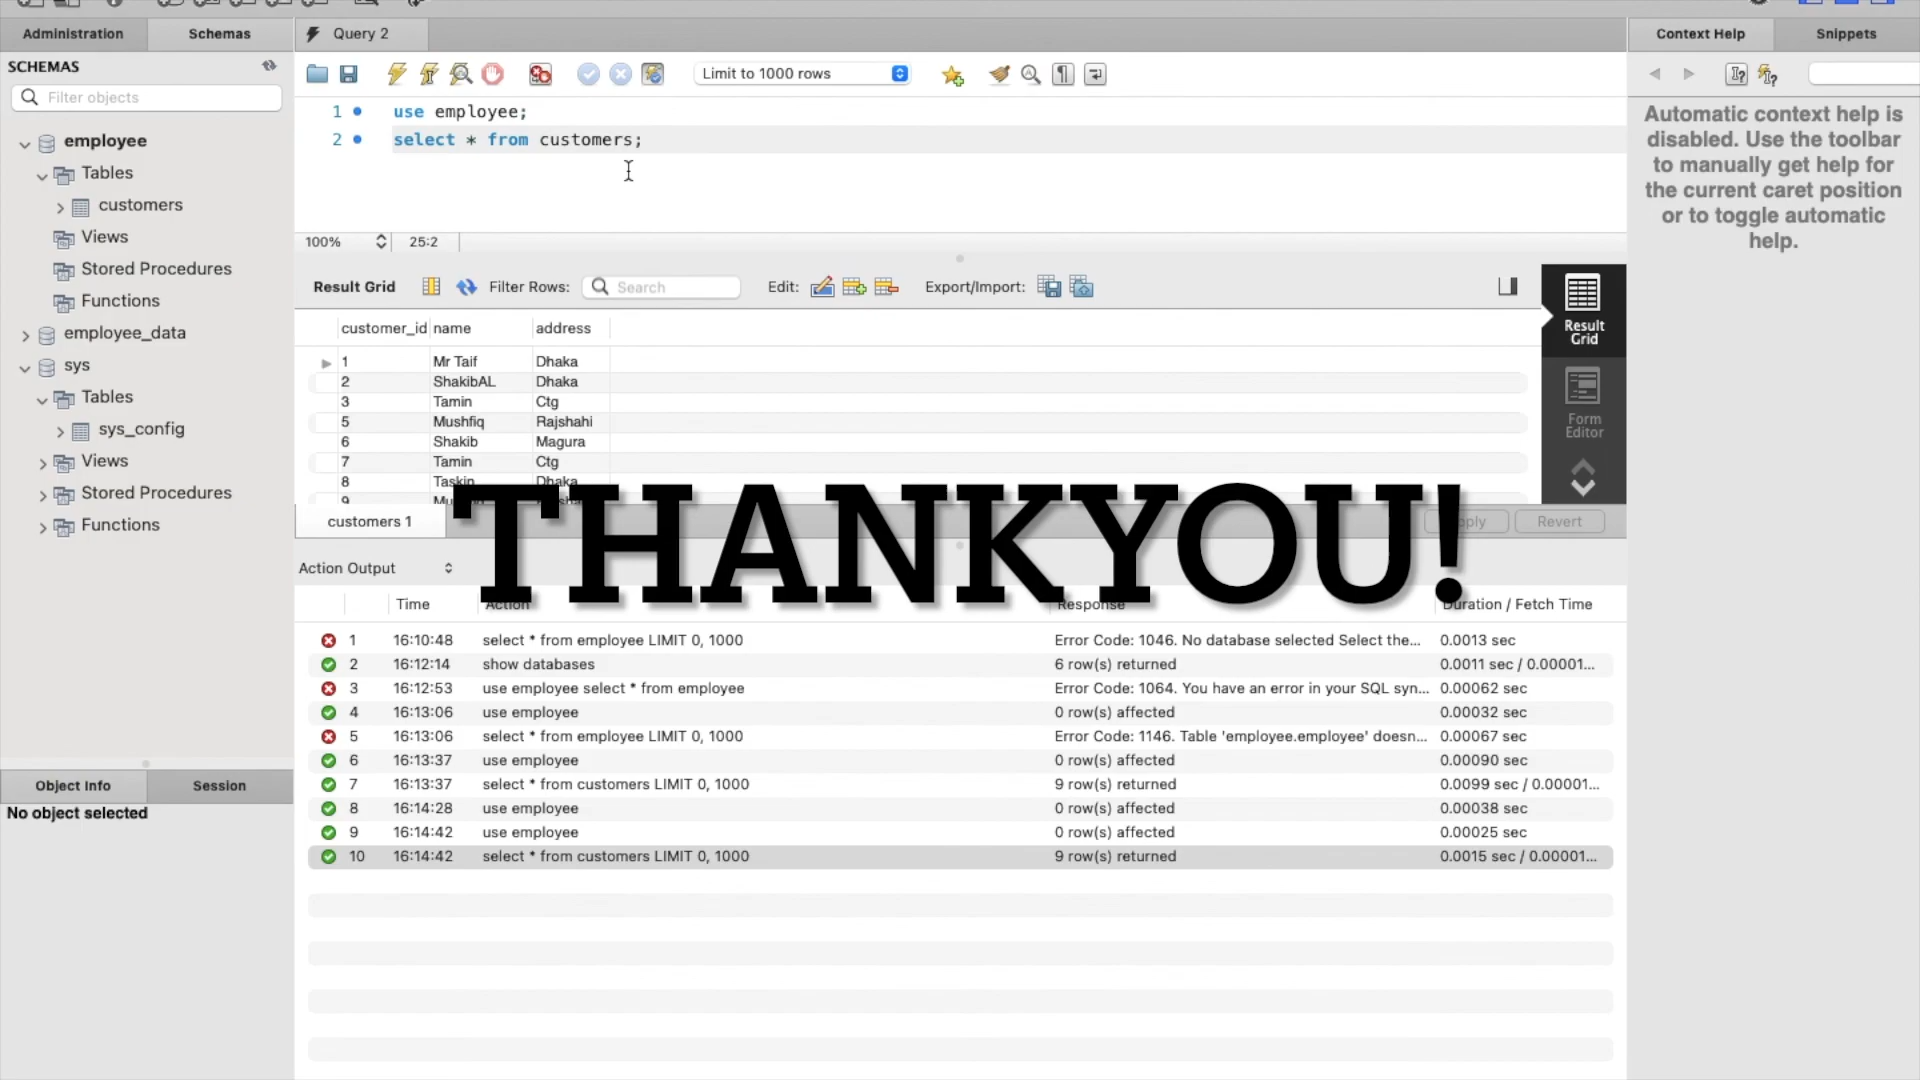 Administration Schemas
SCHEMAS
Filter objects
employee
Tables
customers
Views
Stored Procedures
Functions
employee_data
sys
Tables
sys_config
Views
Stored Procedures
Functions
Object Info Session
No object selected
Query 2
Limit to 1000 rows
1 use employee;
2 select * from customers;
100% 25:2
Result Grid Filter Rows: Search Edit: Export/Import:
customer_id name address
1 Mr Taif Dhaka
2 ShakibAL Dhaka
3 Tamin Ctg
5 Mushfiq Rajshahi
6 Shakib Magura
7 Tamin Ctg
8 Taskin Dhaka
9
Result
Grid
Form
Editor
customers 1 Revert
THANKYOU!
Action Output
Time Action Response Duration / Fetch Time
1 16:10:48 select * from employee LIMIT 0, 1000 Error Code: 1046. No database selected Select the... 0.0013 sec
2 16:12:14 show databases 6 row(s) returned 0.0011 sec / 0.00001...
3 16:12:53 use employee select * from employee Error Code: 1064. You have an error in your SQL syn... 0.00062 sec
4 16:13:06 use employee 0 row(s) affected 0.00032 sec
5 16:13:06 select * from employee LIMIT 0, 1000 Error Code: 1146. Table 'employee.employee' doesn... 0.00067 sec
6 16:13:37 use employee 0 row(s) affected 0.00090 sec
7 16:13:37 select * from customers LIMIT 0, 1000 9 row(s) returned 0.0099 sec / 0.00001...
8 16:14:28 use employee 0 row(s) affected 0.00038 sec
9 16:14:42 use employee 0 row(s) affected 0.00025 sec
10 16:14:42 select * from customers LIMIT 0, 1000 9 row(s) returned 0.0015 sec / 0.00001...
Context Help Snippets
Automatic context help is
disabled. Use the toolbar
to manually get help for
the current caret position
or to toggle automatic
help.